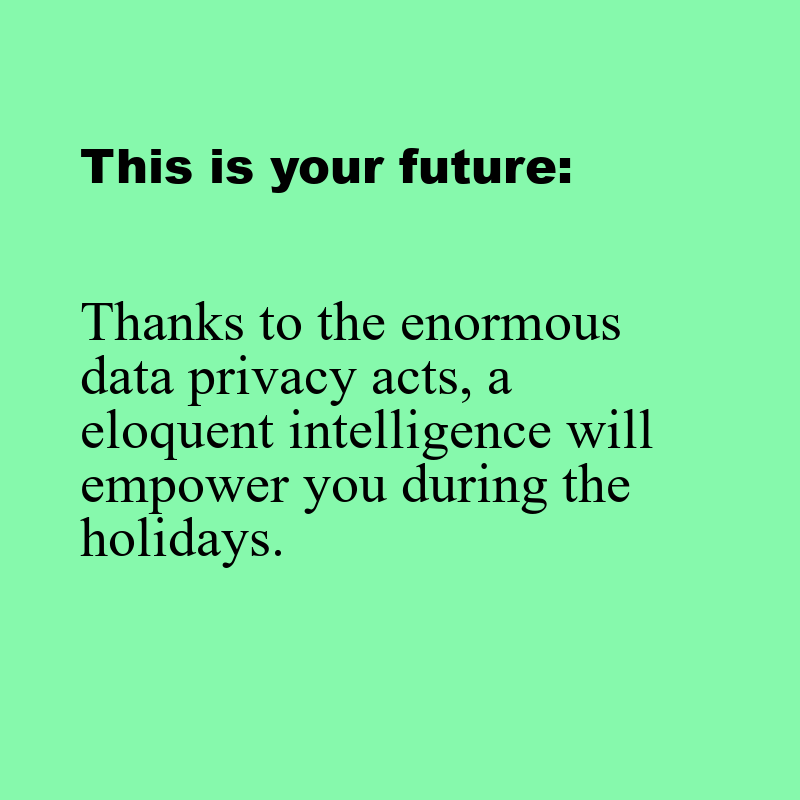 This is your future:
Thanks to the enormous
data privacy acts, a
eloquent intelligence will
empower you during the
holidays.